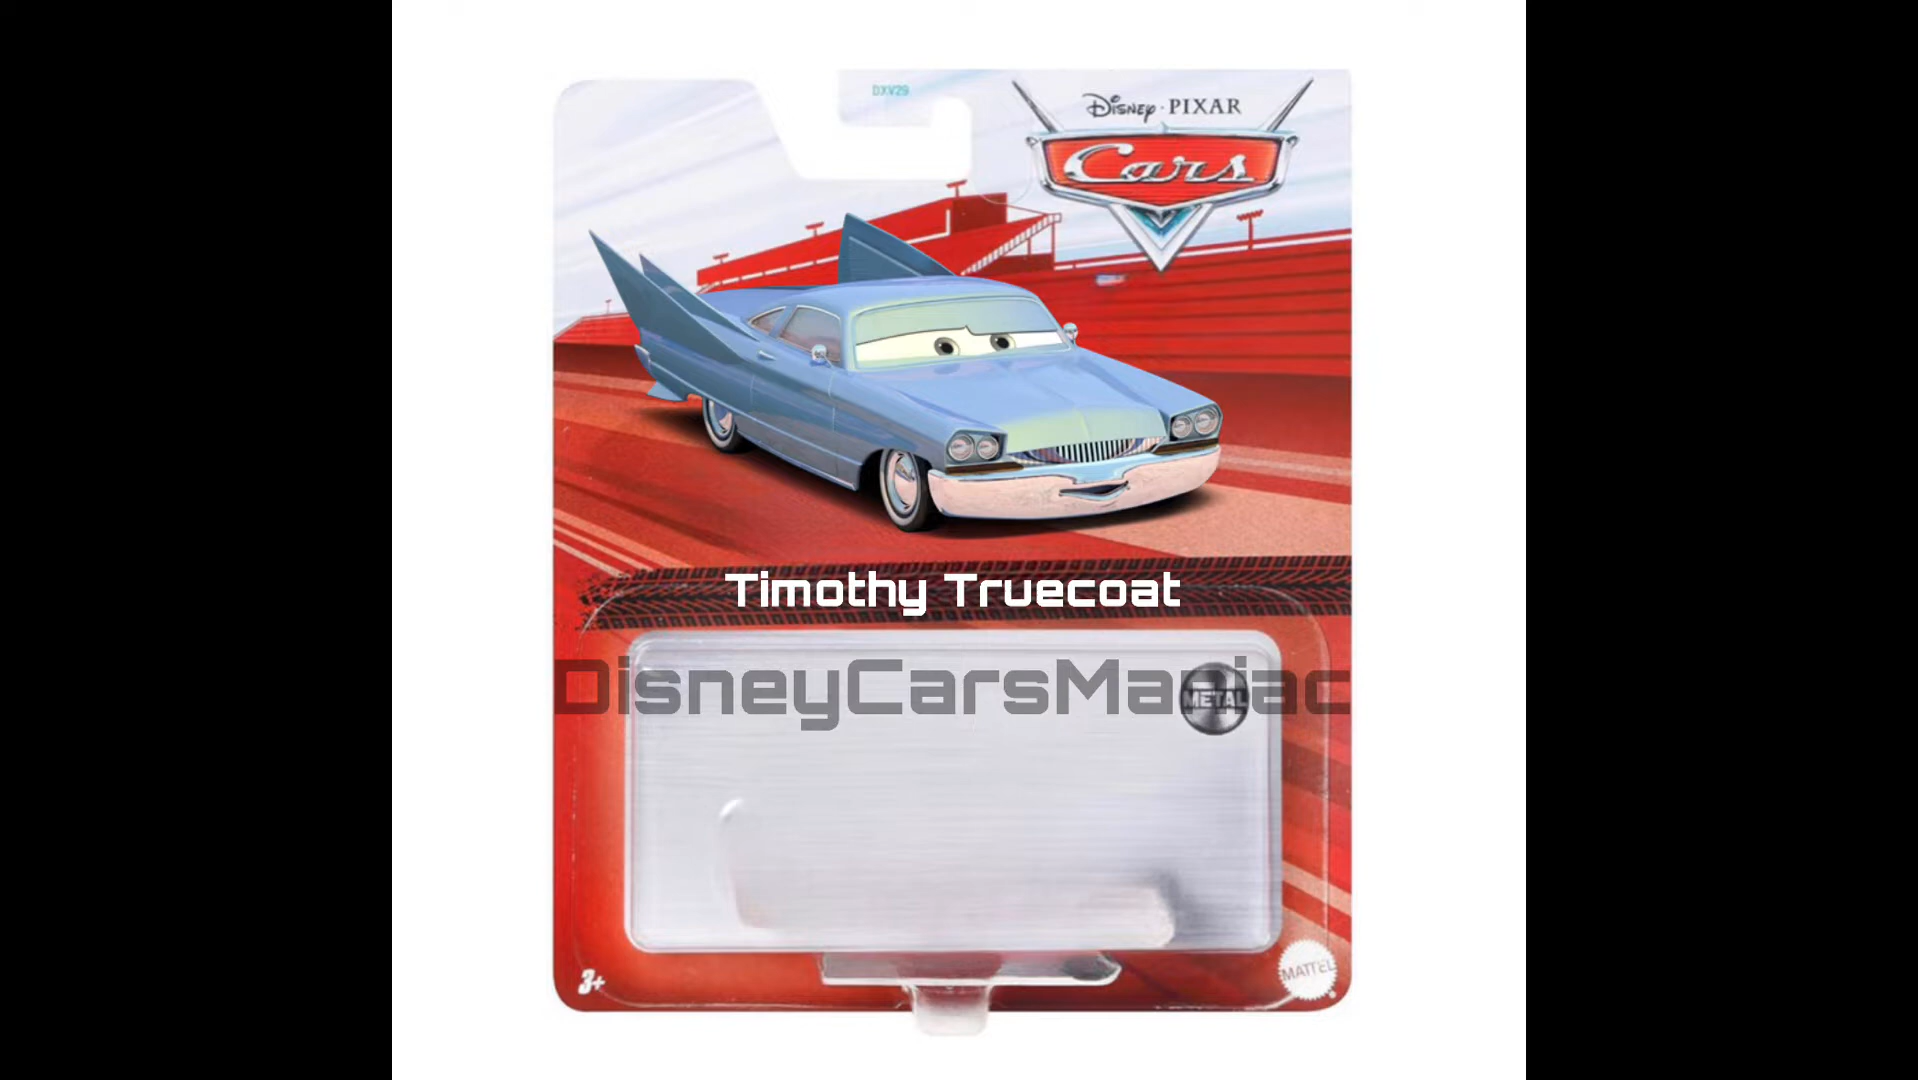 DXV29
Disney · PIXAR
Cars
Timothy Truecoat
DisneyCarsManiac
METAL
3+
MATTEL